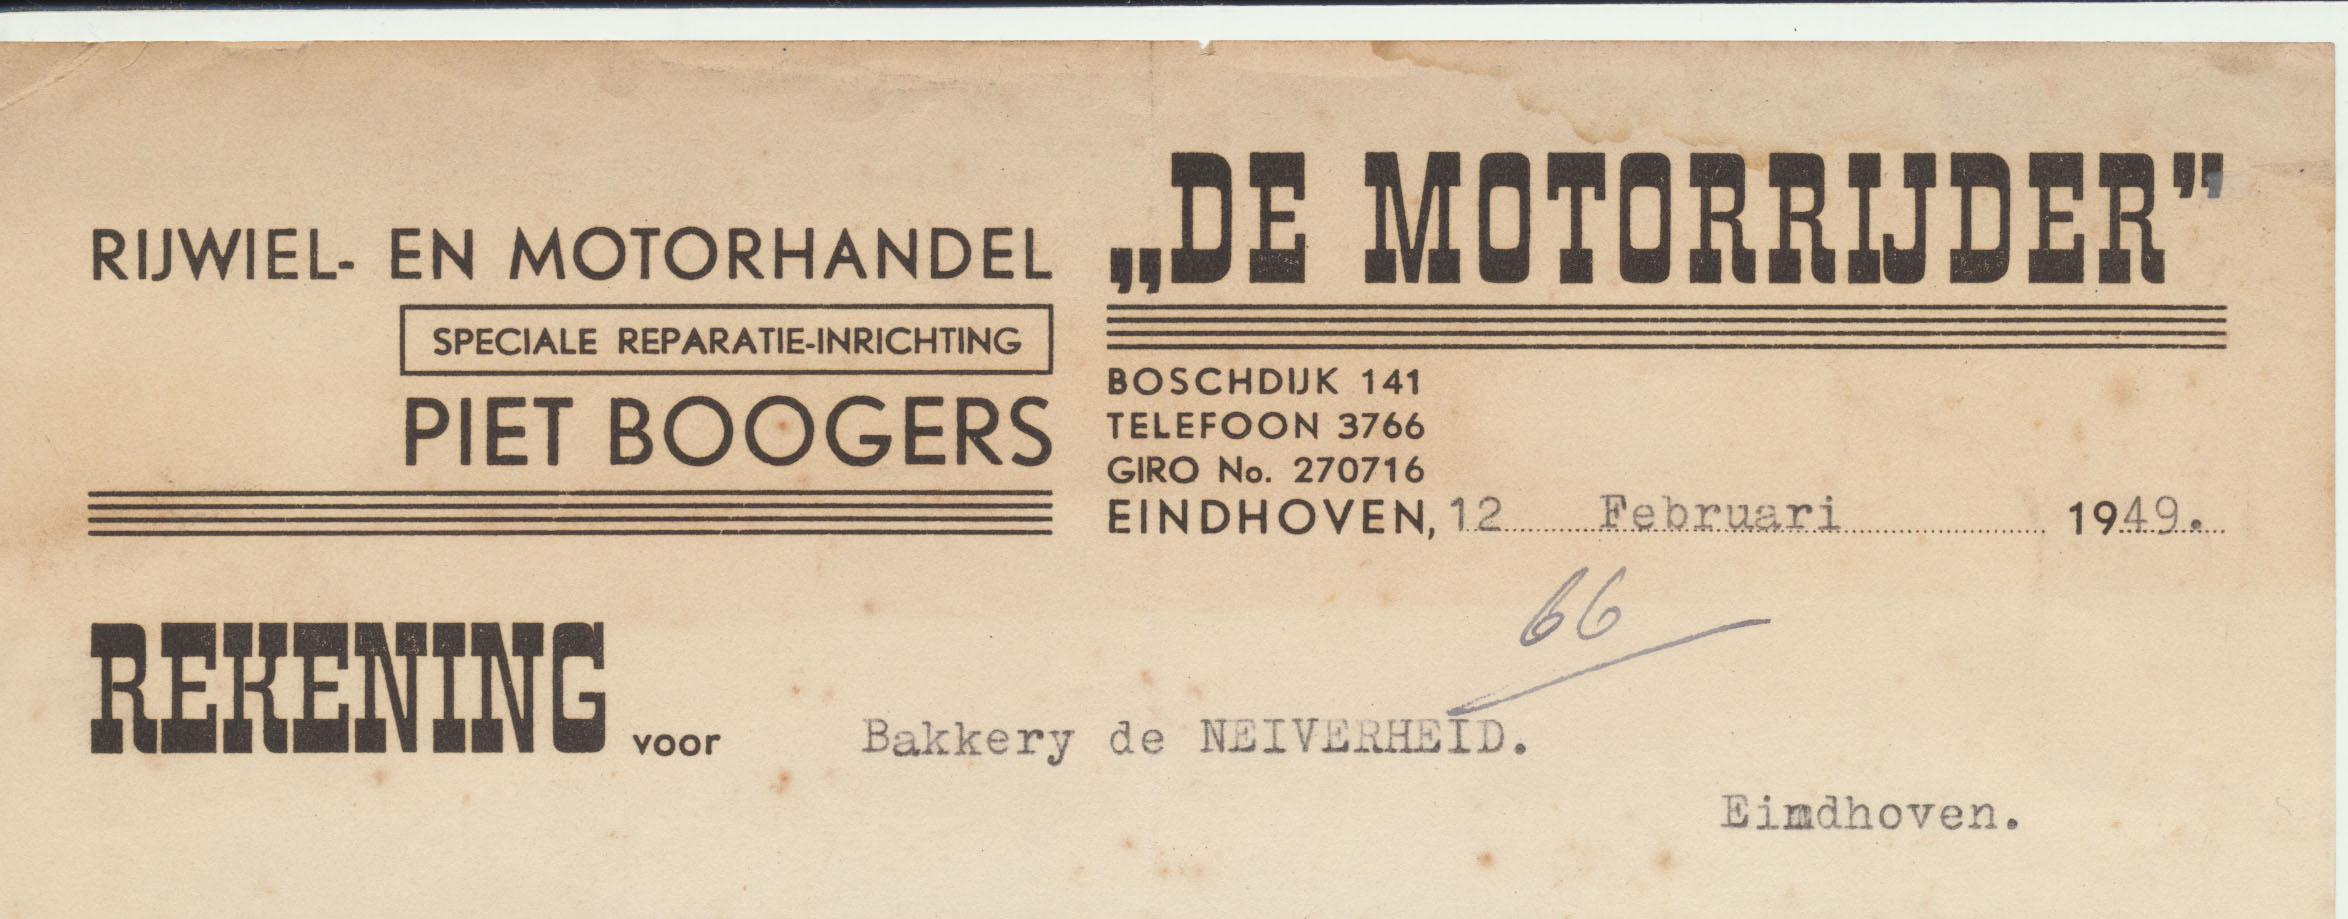 RIJWIEL- EN MOTORHANDEL
SPECIALE REPARATIE-INRICHTING
PIET BOOGERS
„DE MOTORRIJDER”
BOSCHDIJK 141
TELEFOON 3766
GIRO No. 270716
EINDHOVEN, 12 Februari 1949.
66
REKENING voor Bakkery de NEIVERHEID.
Eindhoven.